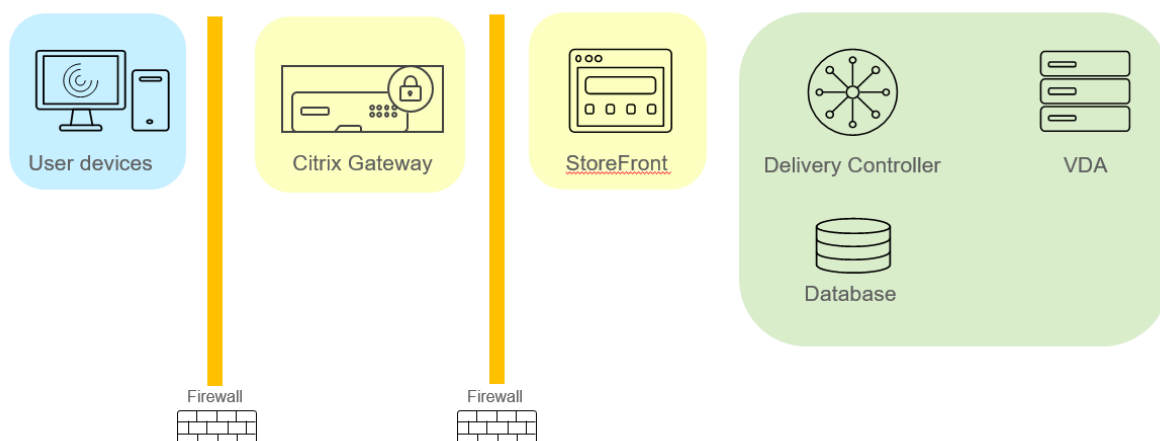 User devices
Citrix Gateway
StoreFront
Delivery Controller
VDA
Database
Firewall
Firewall